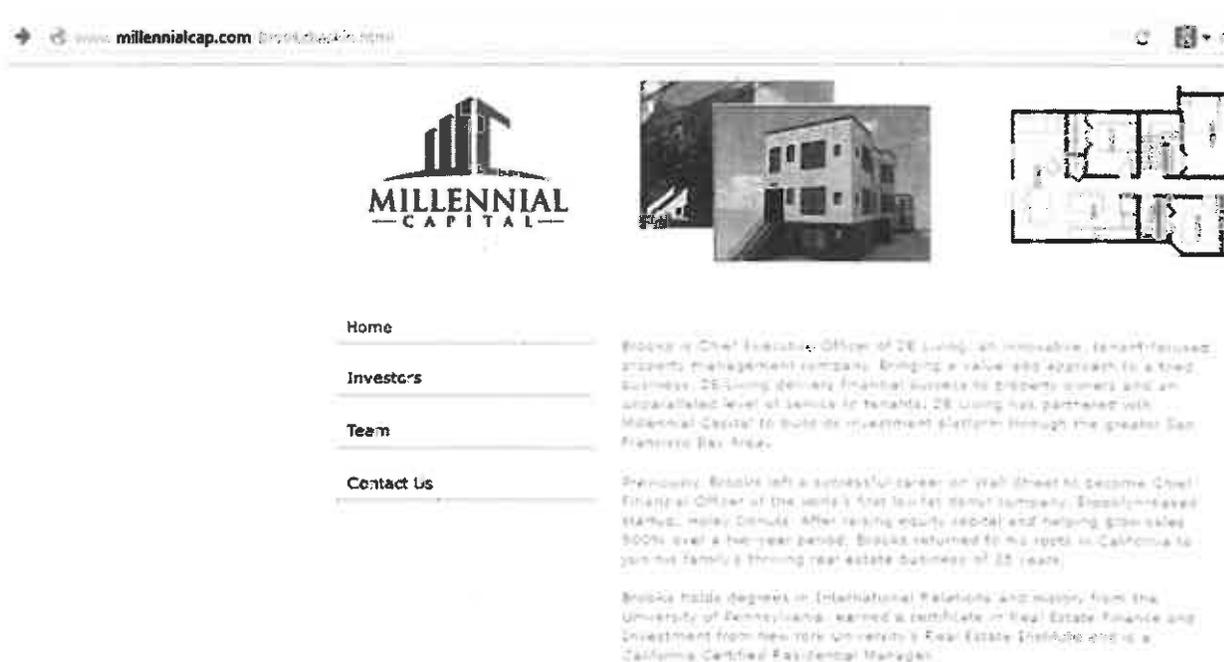 www.millennialcap.com
MILLENNIAL
CAPITAL
Home
Investors
Team
Contact Us
Brooks is Chief Executive Officer of 2B Living, an innovative, tenant-focused
property management company. Bringing a value-add approach to a tired
business, 2B Living delivers financial success to property owners and an
unparalleled level of service to tenants. 2B Living has partnered with
Millennial Capital to build its investment platform through the greater San
Francisco Bay Area.
Previously, Brooks left a successful career on Wall Street to become Chief
Financial Officer of the world's first low-fat donut company, Brooklyn-based
startup, Holey Donuts. After raising equity capital and helping grow sales
500% over a two-year period, Brooks returned to his roots in California to
join his family's thriving real estate business of 25 years.
Brooks holds degrees in International Relations and History from the
University of Pennsylvania, earned a certificate in Real Estate Finance and
Investment from New York University's Real Estate Institute and is a
California Certified Residential Manager.